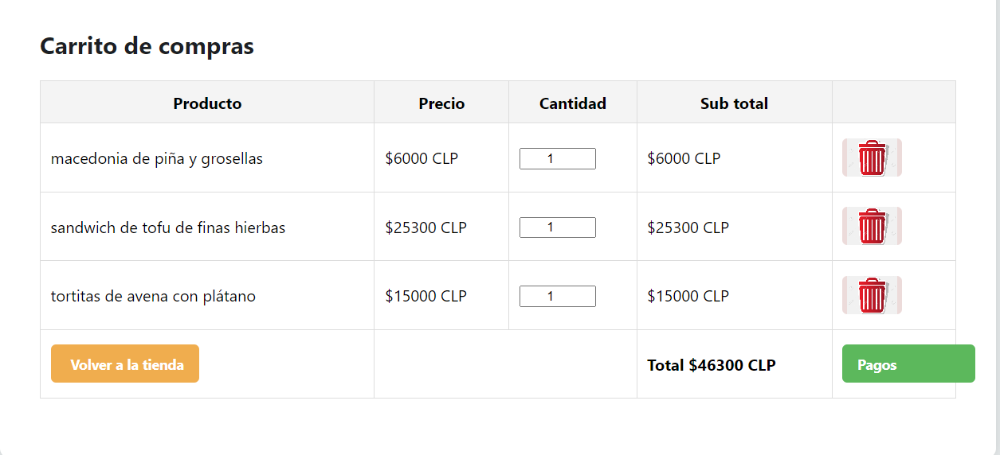 Carrito de compras
Producto Precio Cantidad Sub total
macedonia de piña y grosellas $6000 CLP 1 $6000 CLP
sandwich de tofu de finas hierbas $25300 CLP 1 $25300 CLP
tortitas de avena con plátano $15000 CLP 1 $15000 CLP
Volver a la tienda Total $46300 CLP Pagos